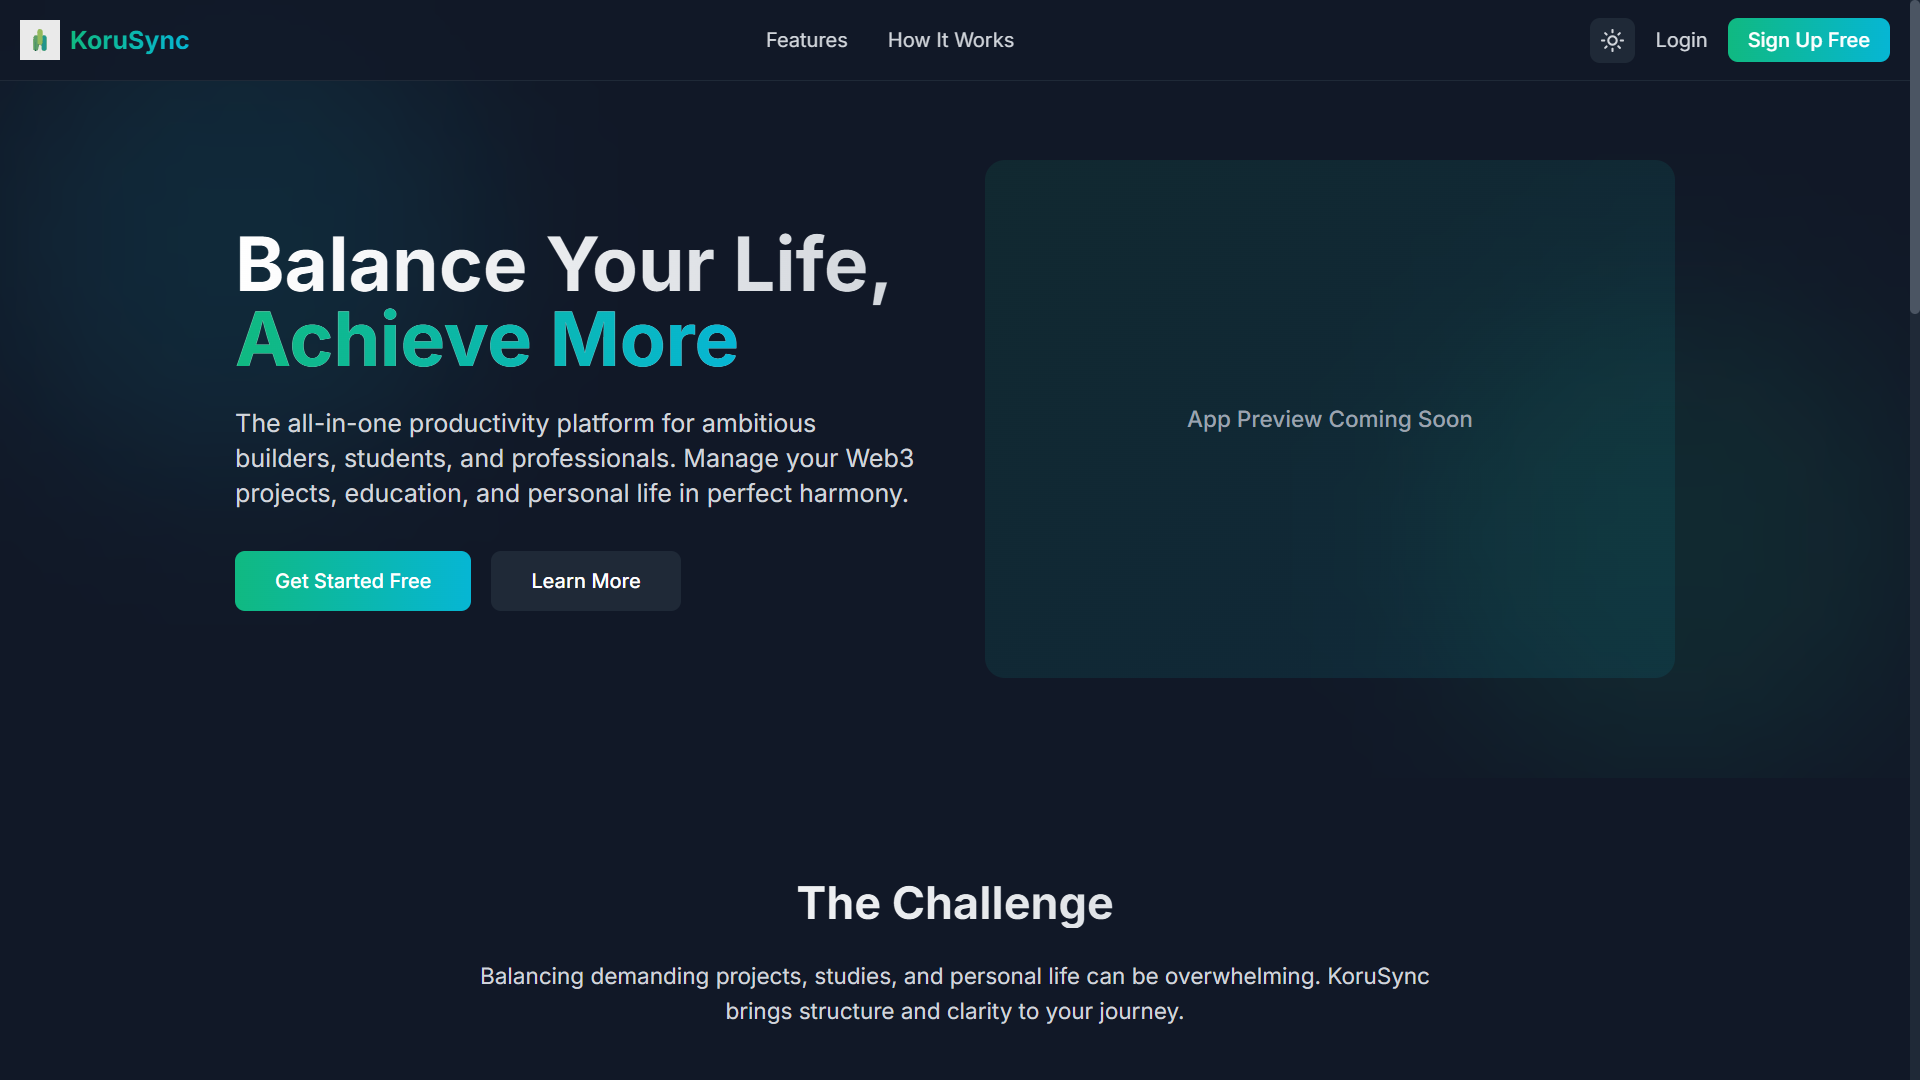 KoruSync
Features
How It Works
Login
Sign Up Free
Balance Your Life,
Achieve More
The all-in-one productivity platform for ambitious
builders, students, and professionals. Manage your Web3
projects, education, and personal life in perfect harmony.
Get Started Free
Learn More
App Preview Coming Soon
The Challenge
Balancing demanding projects, studies, and personal life can be overwhelming. KoruSync
brings structure and clarity to your journey.